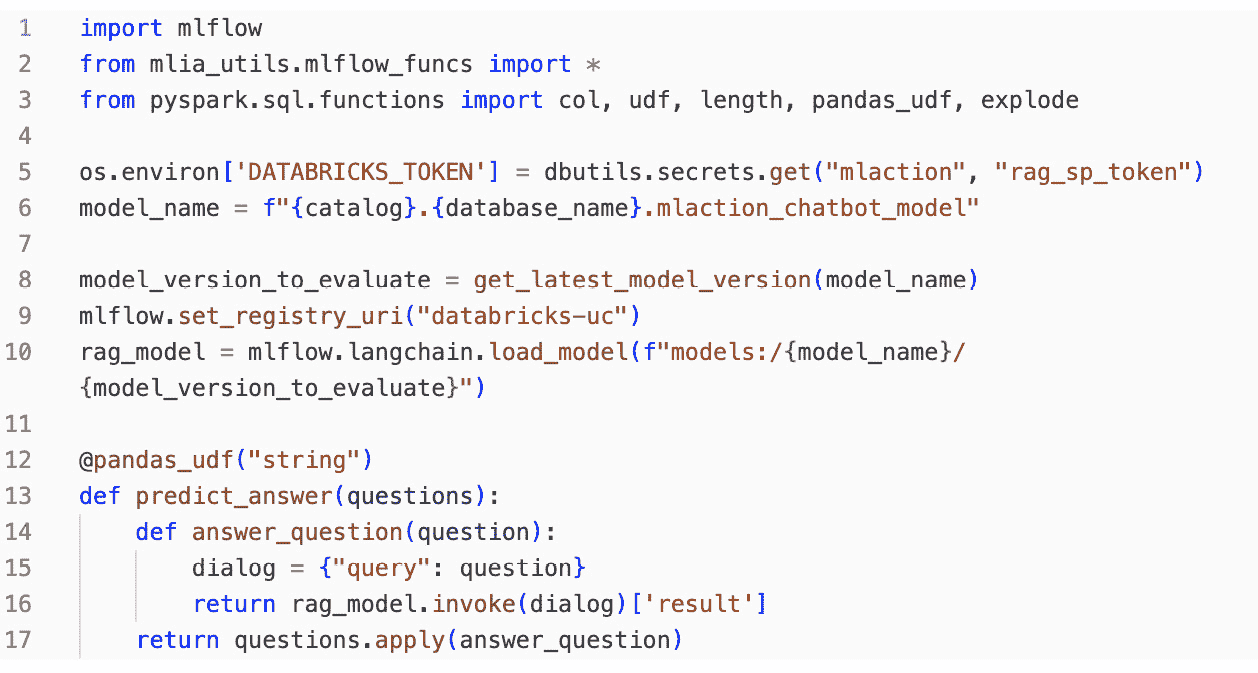 1 import mlflow
2 from mlia_utils.mlflow_funcs import *
3 from pyspark.sql.functions import col, udf, length, pandas_udf, explode
4
5 os.environ['DATABRICKS_TOKEN'] = dbutils.secrets.get("mlaction", "rag_sp_token")
6 model_name = f"{catalog}.{database_name}.mlaction_chatbot_model"
7
8 model_version_to_evaluate = get_latest_model_version(model_name)
9 mlflow.set_registry_uri("databricks-uc")
10 rag_model = mlflow.langchain.load_model(f"models:/{model_name}/
{model_version_to_evaluate}")
11
12 @pandas_udf("string")
13 def predict_answer(questions):
14     def answer_question(question):
15         dialog = {"query": question}
16         return rag_model.invoke(dialog)['result']
17     return questions.apply(answer_question)